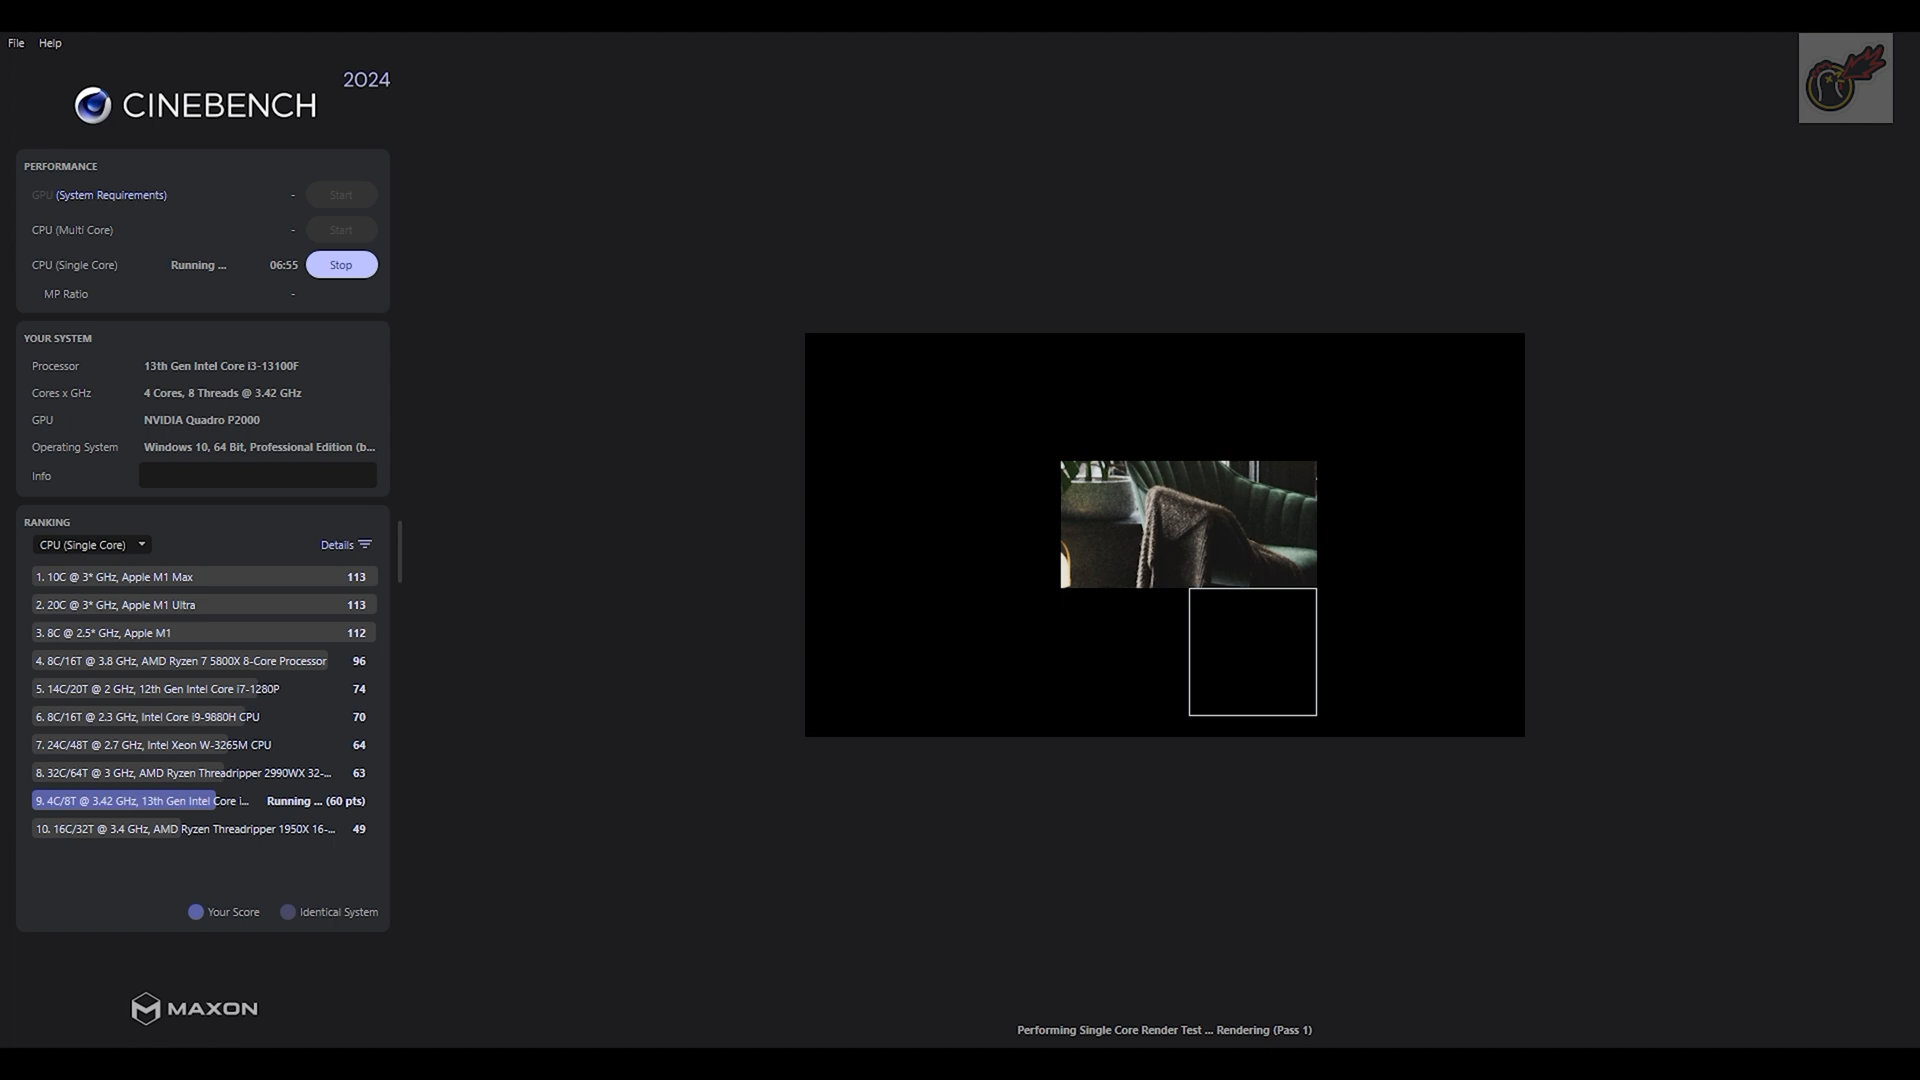 File Help
2024
CINEBENCH
PERFORMANCE
GPU (System Requirements) - Start
CPU (Multi Core) - Start
CPU (Single Core) Running ... 06:55 Stop
MP Ratio -
YOUR SYSTEM
Processor 13th Gen Intel Core i3-13100F
Cores x GHz 4 Cores, 8 Threads @ 3.42 GHz
GPU NVIDIA Quadro P2000
Operating System Windows 10, 64 Bit, Professional Edition (b...
Info
RANKING
CPU (Single Core) Details
1. 10C @ 3* GHz, Apple M1 Max 113
2. 20C @ 3* GHz, Apple M1 Ultra 113
3. 8C @ 2.5* GHz, Apple M1 112
4. 8C/16T @ 3.8 GHz, AMD Ryzen 7 5800X 8-Core Processor 96
5. 14C/20T @ 2 GHz, 12th Gen Intel Core i7-1280P 74
6. 8C/16T @ 2.3 GHz, Intel Core i9-9880H CPU 70
7. 24C/48T @ 2.7 GHz, Intel Xeon W-3265M CPU 64
8. 32C/64T @ 3 GHz, AMD Ryzen Threadripper 2990WX 32-... 63
9. 4C/8T @ 3.42 GHz, 13th Gen Intel Core i... Running ... (60 pts)
10. 16C/32T @ 3.4 GHz, AMD Ryzen Threadripper 1950X 16-... 49
Your Score Identical System
MAXON
Performing Single Core Render Test ... Rendering (Pass 1)